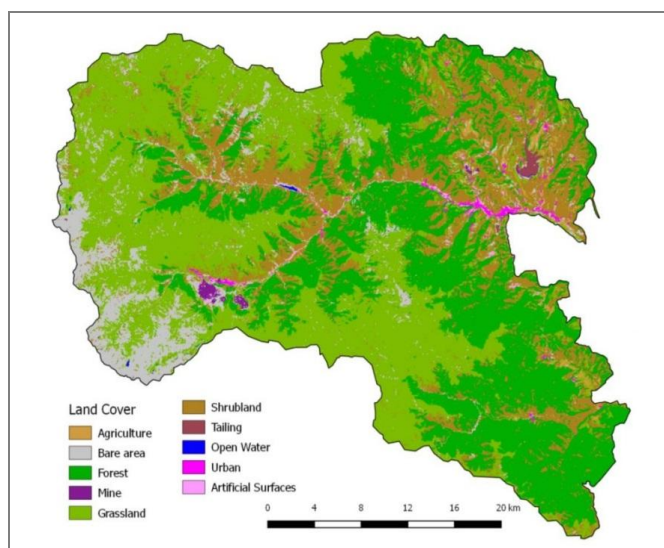 Land Cover
Agriculture
Bare area
Forest
Mine
Grassland
Shrubland
Tailing
Open Water
Urban
Artificial Surfaces
0 4 8 12 16 20 km